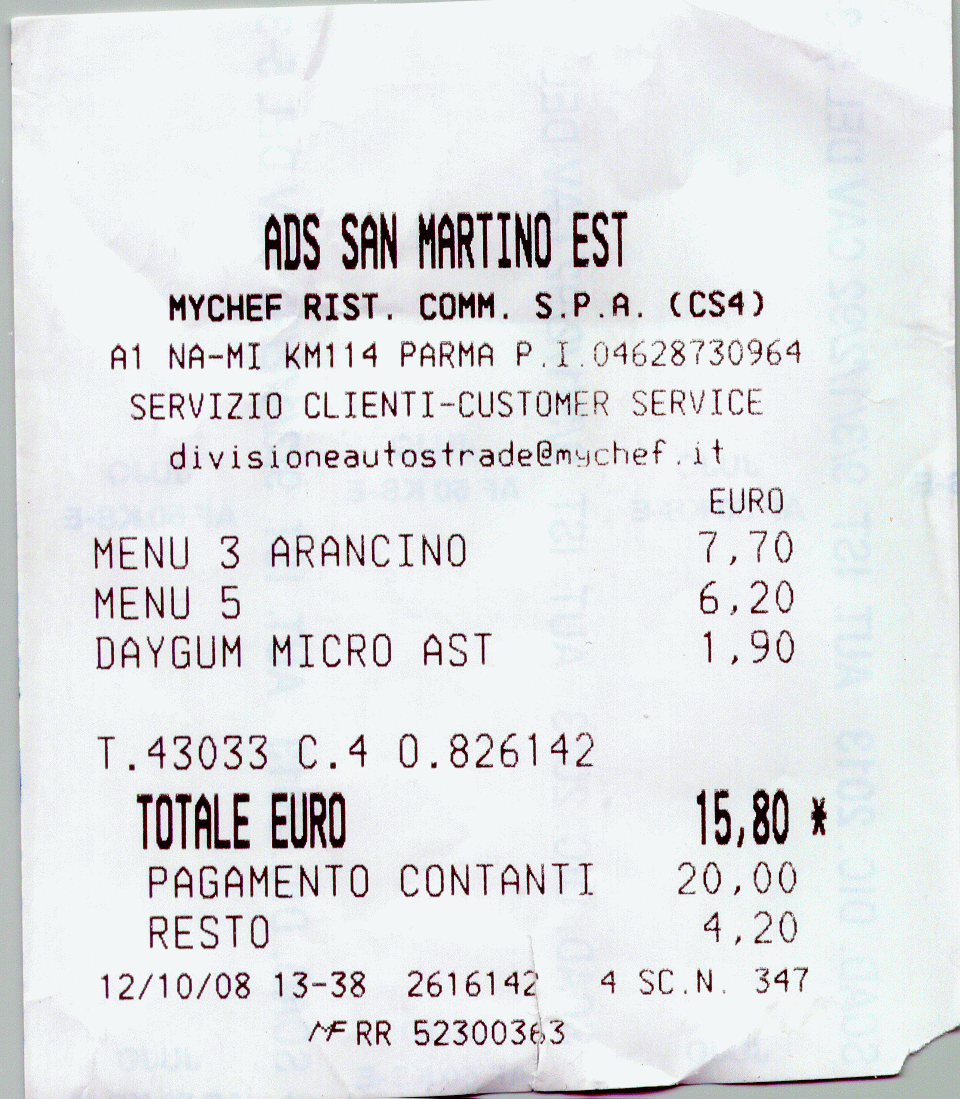 ADS SAN MARTINO EST
MYCHEF RIST. COMM. S.P.A. (CS4)
A1 NA-MI KM114 PARMA P.I.04628730964
SERVIZIO CLIENTI-CUSTOMER SERVICE
divisioneautostrade@mychef.it
EURO
MENU 3 ARANCINO 7,70
MENU 5 6,20
DAYGUM MICRO AST 1,90
T.43033 C.4 O.826142
TOTALE EURO 15,80 *
PAGAMENTO CONTANTI 20,00
RESTO 4,20
12/10/08 13-38 2616142 4 SC.N. 347
MF RR 52300363